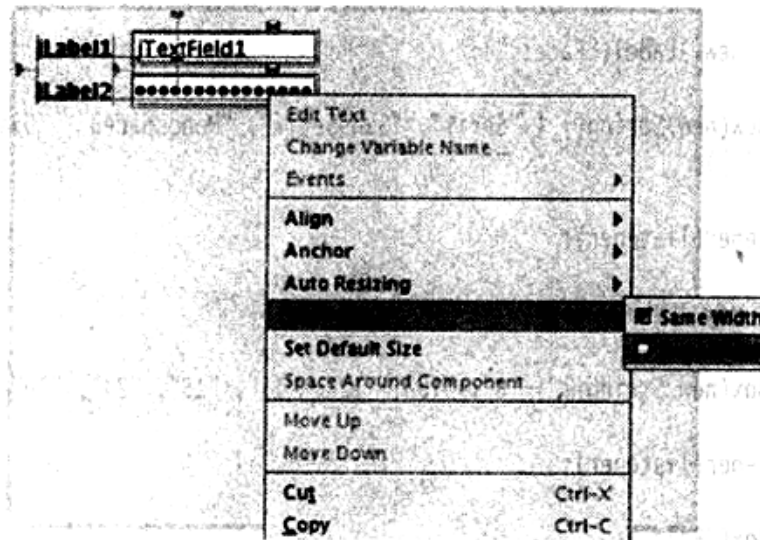 jLabel1
jTextField1
jLabel2
Edit Text
Change Variable Name ...
Events
Align
Anchor
Auto Resizing
Same Width
Set Default Size
Space Around Component...
Move Up
Move Down
Cut
Ctrl-X
Copy
Ctrl-C